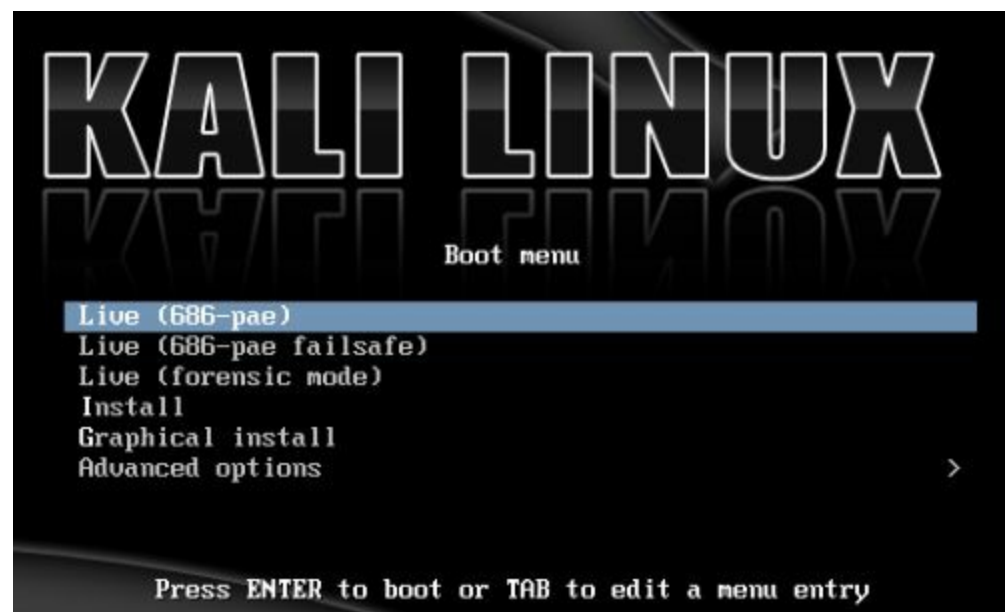 KALI LINUX
Boot menu
Live (686-pae)
Live (686-pae failsafe)
Live (forensic mode)
Install
Graphical install
Advanced options >
Press ENTER to boot or TAB to edit a menu entry